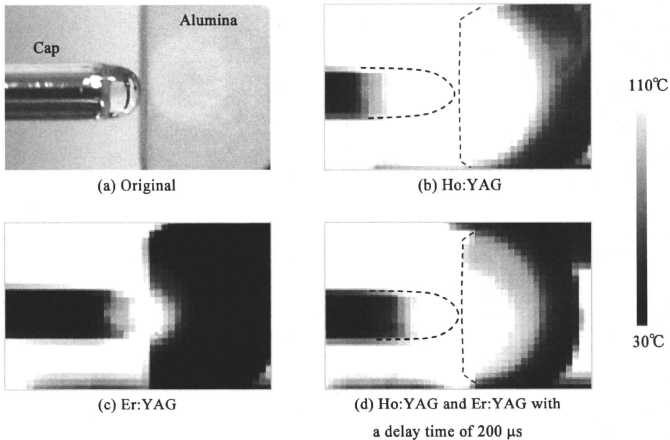 Cap
Alumina
(a) Original
(b) Ho:YAG
110℃
30℃
(c) Er:YAG
(d) Ho:YAG and Er:YAG with
a delay time of 200 μs